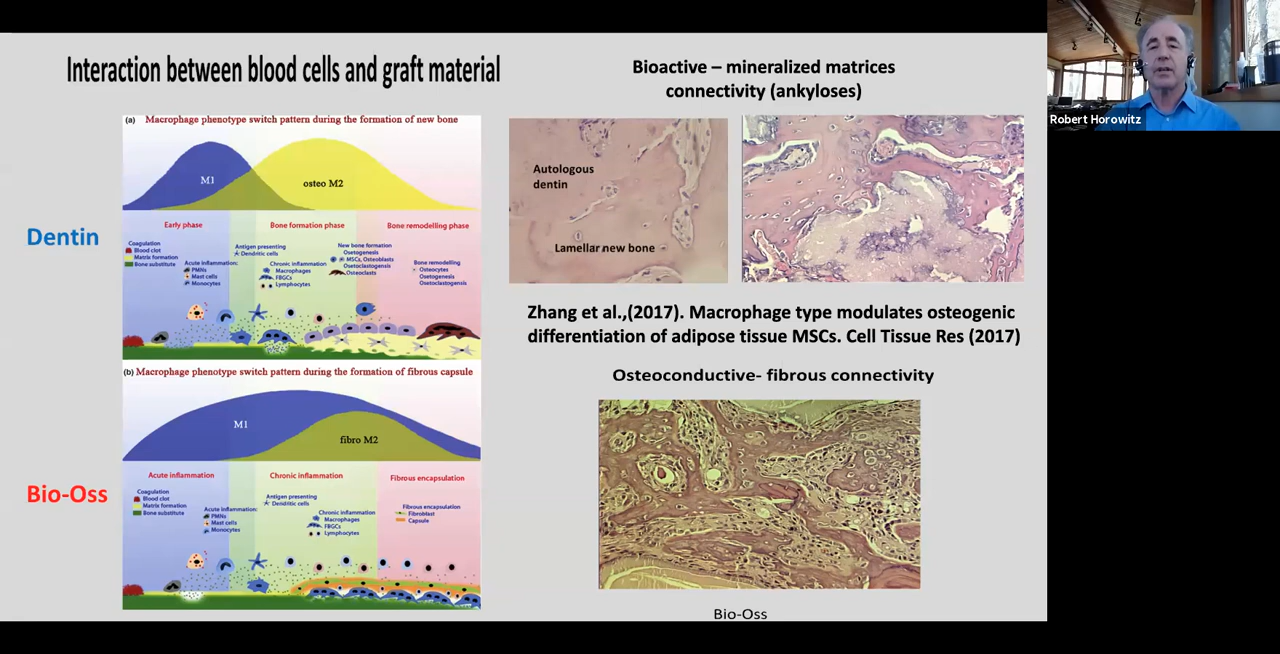 Interaction between blood cells and graft material
(a) Macrophage phenotype switch pattern during the formation of new bone
M1
osteo M2
Dentin
Early phase
Bone formation phase
Bone remodelling phase
Coagulation
Blood clot
Matrix formation
Bone substitute
Acute inflammation:
PMNs
Mast cells
Monocytes
Antigen presenting
Dendritic cells
Chronic inflammation
Macrophages
FBGCs
Lymphocytes
New bone formation
Osetogenesis
MSCs, Osteoblasts
Osetoclastogensis
Osteoclasts
Bone remodeling
Osteocytes
Osetogenesis
Osetoclastogensis
(b) Macrophage phenotype switch pattern during the formation of fibrous capsule
M1
fibro M2
Bio-Oss
Acute inflammation
Chronic inflammation
Fibrous encapsulation
Coagulation
Blood clot
Matrix formation
Bone substitute
Acute inflammation:
PMNs
Mast cells
Monocytes
Antigen presenting
Dendritic cells
Chronic inflammation
Macrophages
FBGCs
Lymphocytes
Fibrous encapsulation
Fibroblast
Capsule
Bioactive – mineralized matrices
connectivity (ankyloses)
Autologous
dentin
Lamellar new bone
Zhang et al.,(2017). Macrophage type modulates osteogenic
differentiation of adipose tissue MSCs. Cell Tissue Res (2017)
Osteoconductive- fibrous connectivity
Bio-Oss
Robert Horowitz